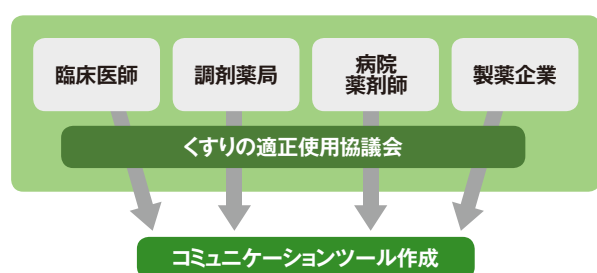 臨床医師
調剤薬局
病院
薬剤師
製薬企業
くすりの適正使用協議会
コミュニケーションツール作成